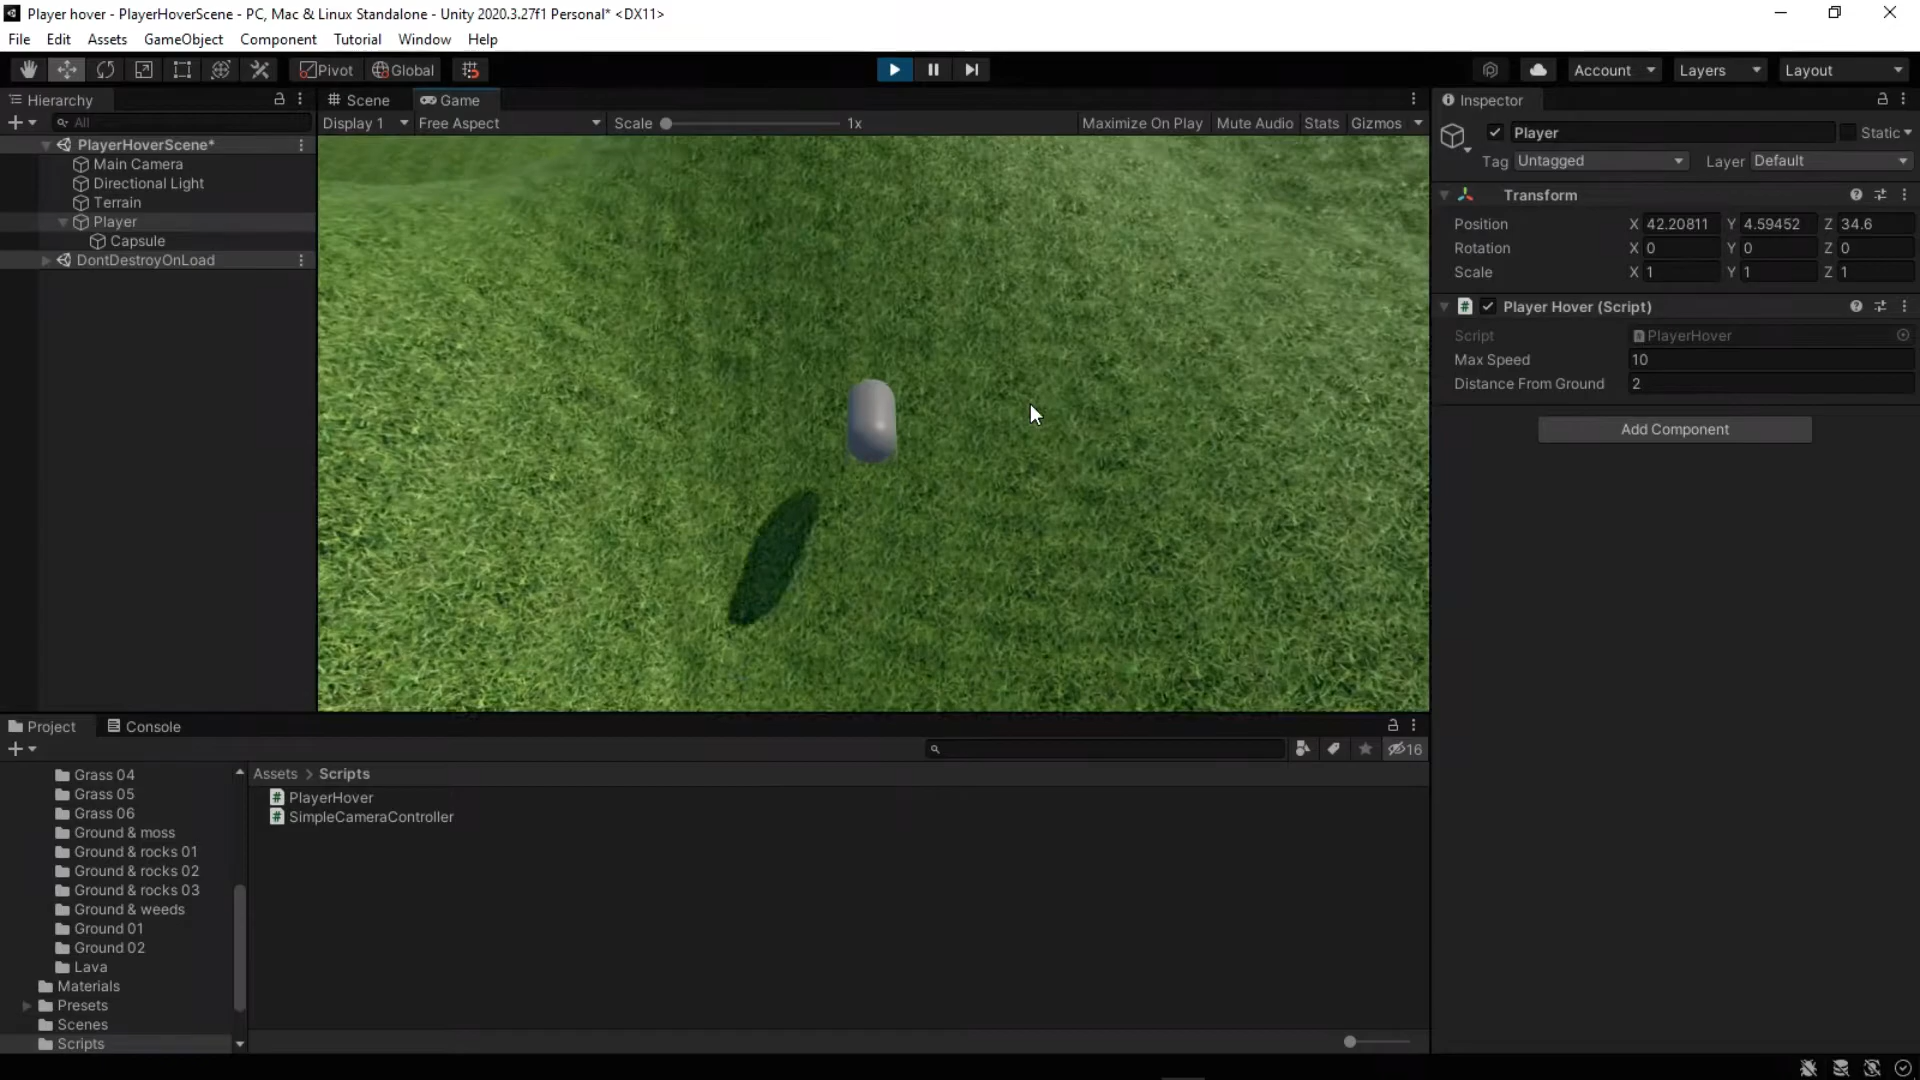 Player hover - PlayerHoverScene - PC, Mac & Linux Standalone - Unity 2020.3.27f1 Personal* <DX11>
File Edit Assets GameObject Component Tutorial Window Help
Pivot Global Account Layers Layout
Hierarchy
All
PlayerHoverScene*
Main Camera
Directional Light
Terrain
Player
Capsule
DontDestroyOnLoad
Scene Game
Display 1 Free Aspect Scale 1x Maximize On Play Mute Audio Stats Gizmos
Inspector
Player Static
Tag Untagged Layer Default
Transform
Position X 42.20811 Y 4.59452 Z 34.6
Rotation X 0 Y 0 Z 0
Scale X 1 Y 1 Z 1
# Player Hover (Script)
Script PlayerHover
Max Speed 10
Distance From Ground 2
Add Component
Project Console
16
Grass 04
Grass 05
Grass 06
Ground & moss
Ground & rocks 01
Ground & rocks 02
Ground & rocks 03
Ground & weeds
Ground 01
Ground 02
Lava
Materials
Presets
Scenes
Scripts
Assets > Scripts
# PlayerHover
# SimpleCameraController